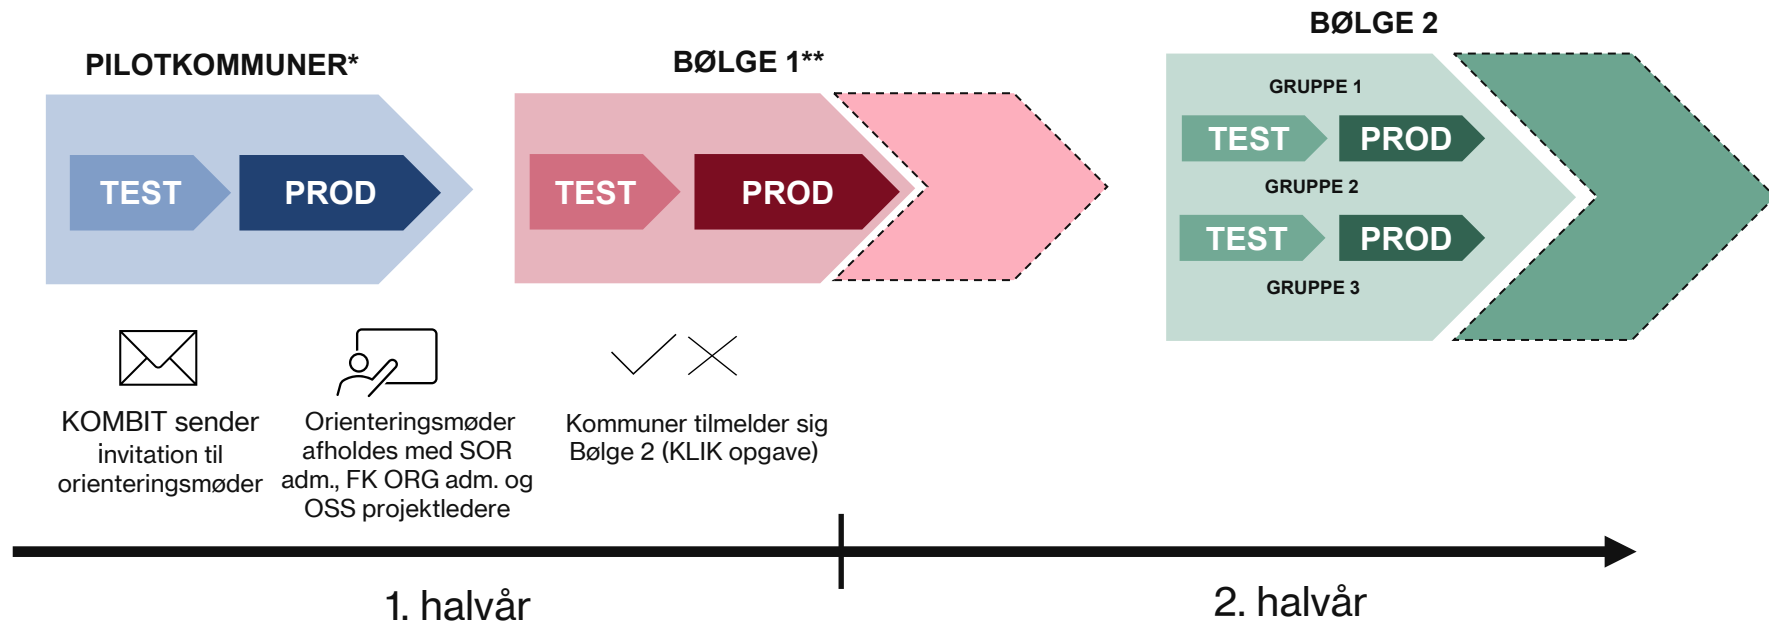 PILOTKOMMUNER*
TEST
PROD
BØLGE 1**
TEST
PROD
BØLGE 2
GRUPPE 1
TEST
PROD
GRUPPE 2
TEST
PROD
GRUPPE 3
KOMBIT sender
invitation til
orienteringsmøder
Orienteringsmøder
afholdes med SOR
adm., FK ORG adm. og
OSS projektledere
Kommuner tilmelder sig
Bølge 2 (KLIK opgave)
1. halvår
2. halvår